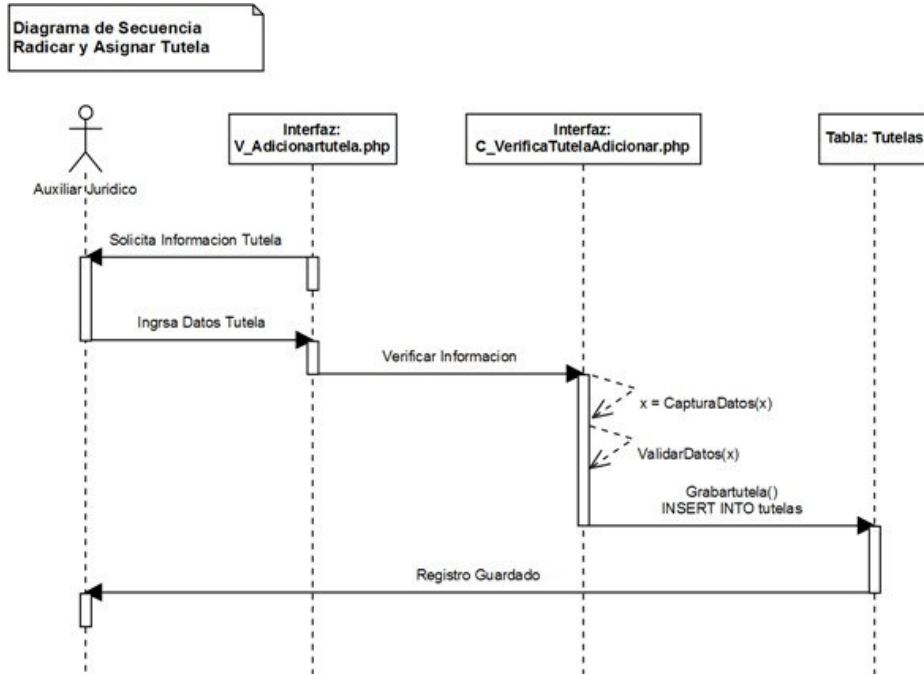 Diagrama de Secuencia
Radicar y Asignar Tutela
Interfaz:
V_Adicionartutela.php
Interfaz:
C_VerificaTutelaAdicionar.php
Tabla: Tutelas
Auxiliar Juridico
Solicita Informacion Tutela
Ingrsa Datos Tutela
Verificar Informacion
x = CapturaDatos(x)
ValidarDatos(x)
Grabartutela()
INSERT INTO tutelas
Registro Guardado